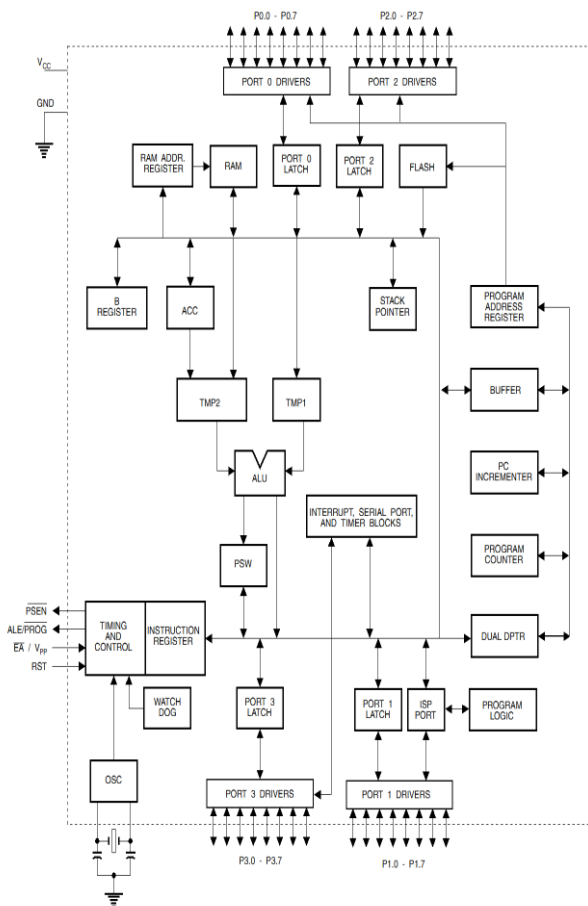 P0.0 - P0.7
P2.0 - P2.7
V_CC
PORT 0 DRIVERS
PORT 2 DRIVERS
GND
RAM ADDR.
REGISTER
RAM
PORT 0
LATCH
PORT 2
LATCH
FLASH
B
REGISTER
ACC
STACK
POINTER
PROGRAM
ADDRESS
REGISTER
TMP2
TMP1
BUFFER
ALU
PC
INCREMENTER
INTERRUPT, SERIAL PORT,
AND TIMER BLOCKS
PSW
PROGRAM
COUNTER
PSEN
ALE/PROG
EA / V_PP
RST
TIMING
AND
CONTROL
INSTRUCTION
REGISTER
DUAL DPTR
WATCH
DOG
PORT 3
LATCH
PORT 1
LATCH
ISP
PORT
PROGRAM
LOGIC
OSC
PORT 3 DRIVERS
PORT 1 DRIVERS
P3.0 - P3.7
P1.0 - P1.7